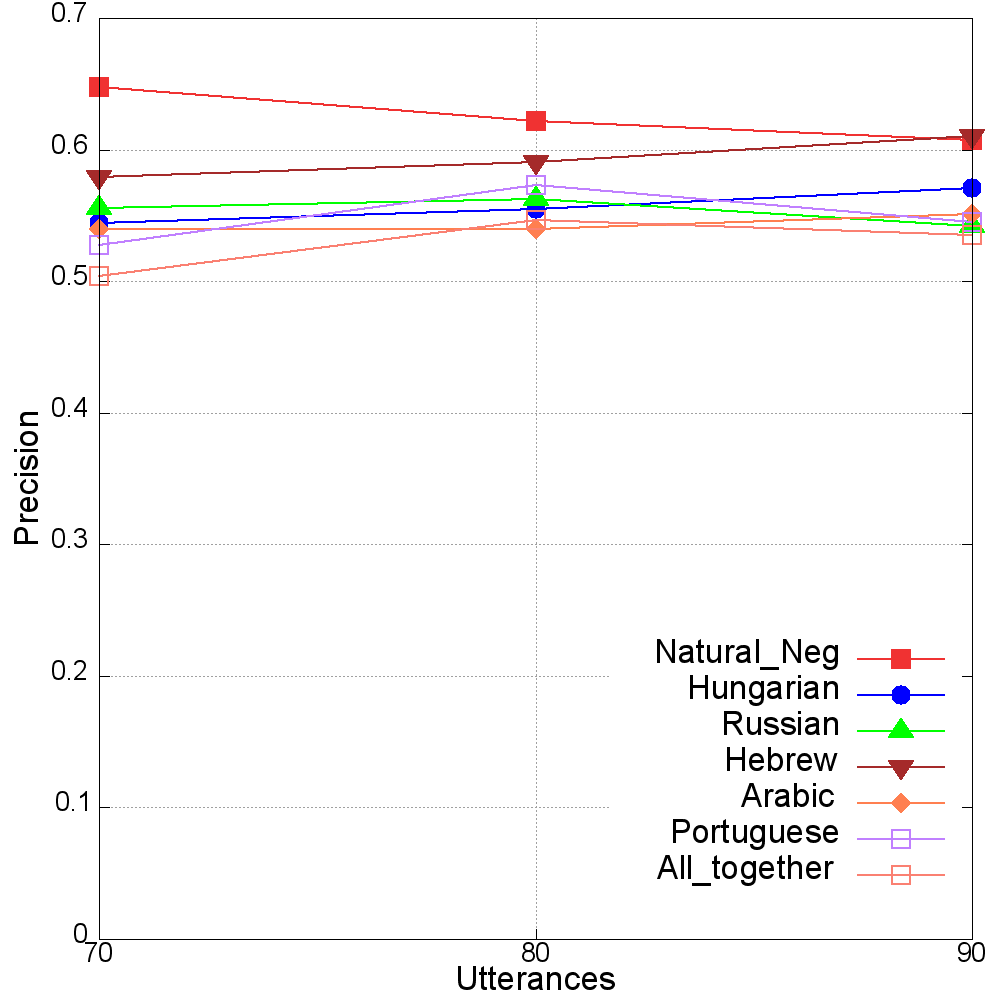 0.7
0.6
0.5
0.4
0.3
0.2
0.1
0
Precision
70
80
90
Utterances
Natural_Neg
Hungarian
Russian
Hebrew
Arabic
Portuguese
All_together